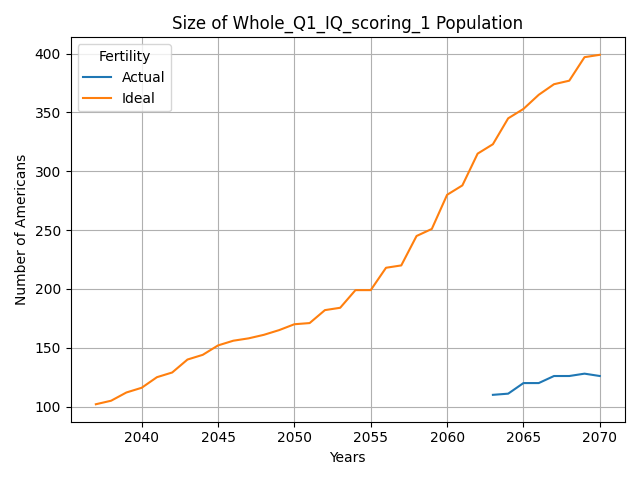 Size of Whole_Q1_IQ_scoring_1 Population
Fertility
Actual
Ideal
Number of Americans
400
350
300
250
200
150
100
2040 2045 2050 2055 2060 2065 2070
Years